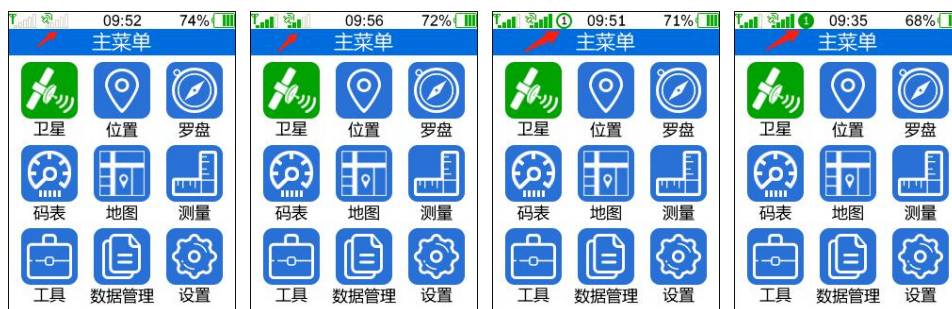 09:52 74%
主菜单
卫星 位置 罗盘
码表 地图 测量
工具 数据管理 设置
09:56 72%
主菜单
卫星 位置 罗盘
码表 地图 测量
工具 数据管理 设置
1 09:51 71%
主菜单
卫星 位置 罗盘
码表 地图 测量
工具 数据管理 设置
1 09:35 68%
主菜单
卫星 位置 罗盘
码表 地图 测量
工具 数据管理 设置